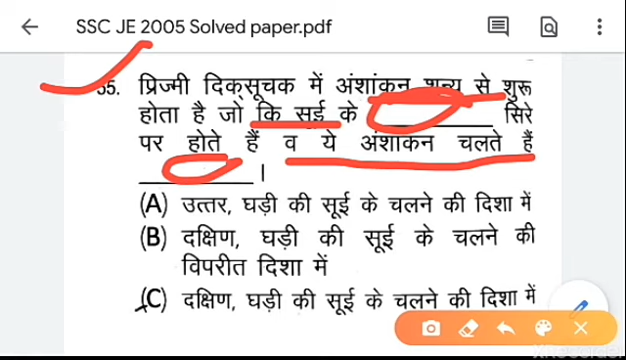 SSC JE 2005 Solved paper.pdf
55. प्रिज्मी दिक्सूचक में अंशांकन शून्य से शुरू
होता है जो कि सूई के ________ सिरे
पर होते हैं व ये अंशांकन चलते हैं
________ ।
(A) उत्तर, घड़ी की सूई के चलने की दिशा में
(B) दक्षिण, घड़ी की सूई के चलने की
विपरीत दिशा में
(C) दक्षिण, घड़ी की सूई के चलने की दिशा में